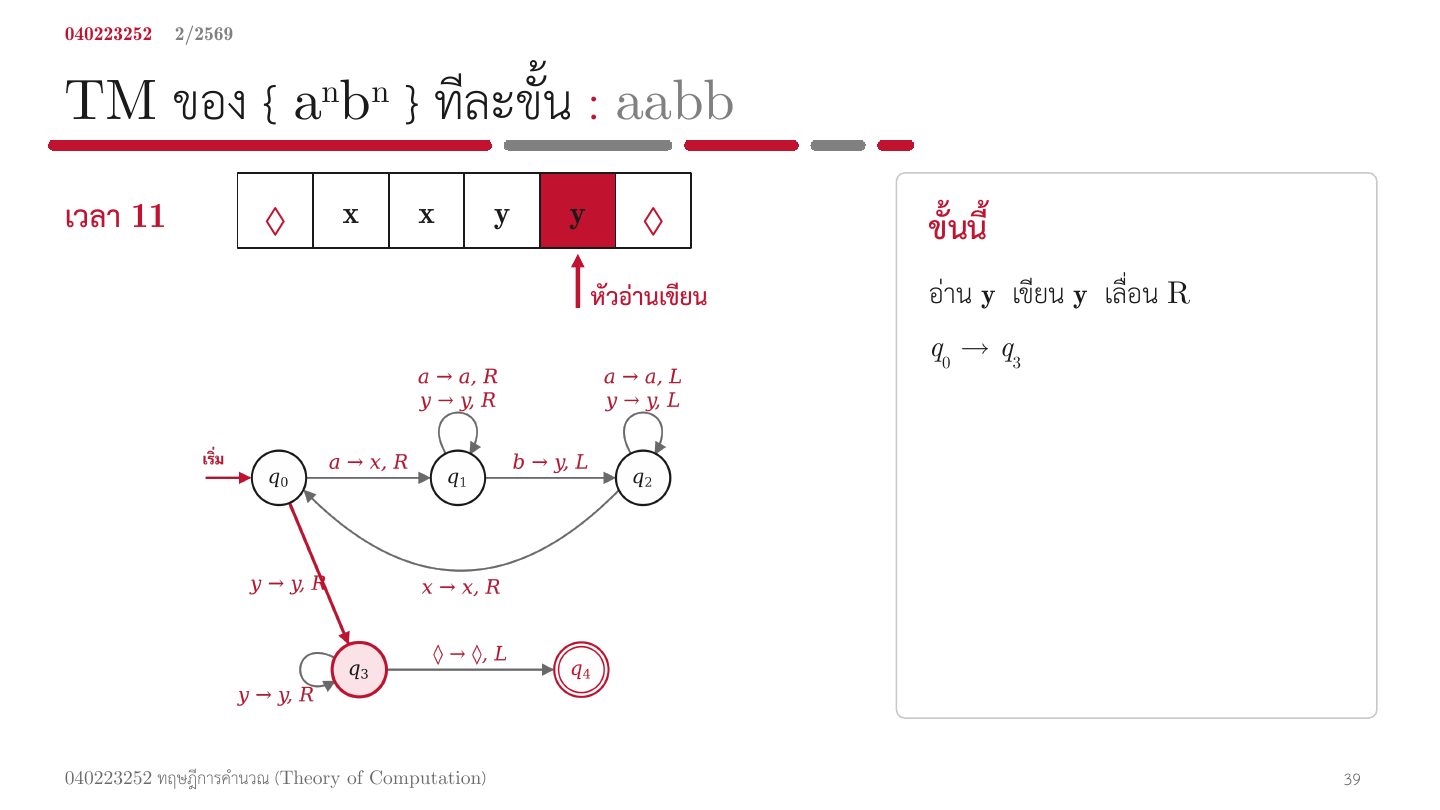 040223252 2/2569
TM ของ { aⁿbⁿ } ทีละขั้น : aabb
เวลา 11
◊ x x y y ◊
หัวอ่านเขียน
ขั้นนี้
อ่าน y เขียน y เลื่อน R
q₀ → q₃
a → a, R
y → y, R
a → a, L
y → y, L
เริ่ม
q₀
a → x, R
q₁
b → y, L
q₂
y → y, R
x → x, R
q₃
◊ → ◊, L
q₄
y → y, R
040223252 ทฤษฎีการคำนวณ (Theory of Computation)
39